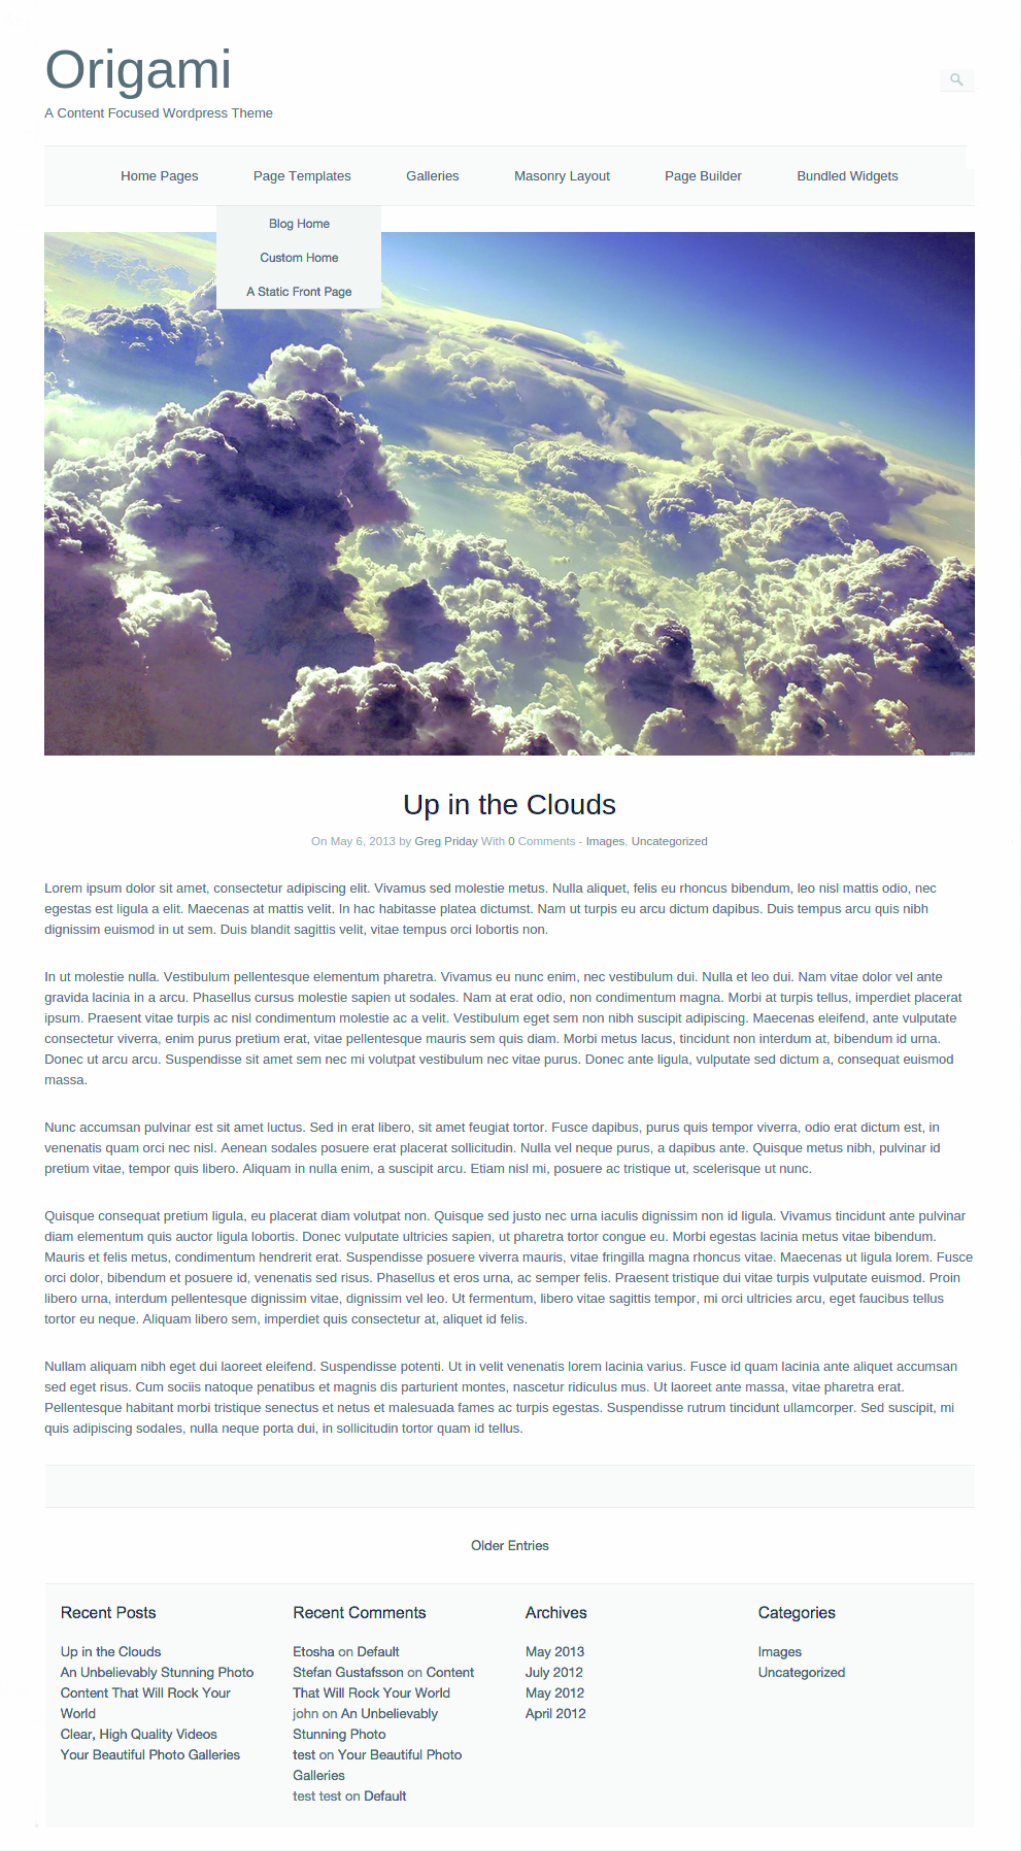 Origami
A Content Focused Wordpress Theme
Home Pages Page Templates Galleries Masonry Layout Page Builder Bundled Widgets
Blog Home
Custom Home
A Static Front Page
Up in the Clouds
On May 6, 2013 by Greg Priday With 0 Comments - Images, Uncategorized
Lorem ipsum dolor sit amet, consectetur adipiscing elit. Vivamus sed molestie metus. Nulla aliquet, felis eu rhoncus bibendum, leo nisl mattis odio, nec
egestas est ligula a elit. Maecenas at mattis velit. In hac habitasse platea dictumst. Nam ut turpis eu arcu dictum dapibus. Duis tempus arcu quis nibh
dignissim euismod in ut sem. Duis blandit sagittis velit, vitae tempus orci lobortis non.
In ut molestie nulla. Vestibulum pellentesque elementum pharetra. Vivamus eu nunc enim, nec vestibulum dui. Nulla et leo dui. Nam vitae dolor vel ante
gravida lacinia in a arcu. Phasellus cursus molestie sapien ut sodales. Nam at erat odio, non condimentum magna. Morbi at turpis tellus, imperdiet placerat
ipsum. Praesent vitae turpis ac nisl condimentum molestie ac a velit. Vestibulum eget sem non nibh suscipit adipiscing. Maecenas eleifend, ante vulputate
consectetur viverra, enim purus pretium erat, vitae pellentesque mauris sem quis diam. Morbi metus lacus, tincidunt non interdum at, bibendum id urna.
Donec ut arcu arcu. Suspendisse sit amet sem nec mi volutpat vestibulum nec vitae purus. Donec ante ligula, vulputate sed dictum a, consequat euismod
massa.
Nunc accumsan pulvinar est sit amet luctus. Sed in erat libero, sit amet feugiat tortor. Fusce dapibus, purus quis tempor viverra, odio erat dictum est, in
venenatis quam orci nec nisl. Aenean sodales posuere erat placerat sollicitudin. Nulla vel neque purus, a dapibus ante. Quisque metus nibh, pulvinar id
pretium vitae, tempor quis libero. Aliquam in nulla enim, a suscipit arcu. Etiam nisl mi, posuere ac tristique ut, scelerisque ut nunc.
Quisque consequat pretium ligula, eu placerat diam volutpat non. Quisque sed justo nec urna iaculis dignissim non id ligula. Vivamus tincidunt ante pulvinar
diam elementum quis auctor ligula lobortis. Donec vulputate ultricies sapien, ut pharetra tortor congue eu. Morbi egestas lacinia metus vitae bibendum.
Mauris et felis metus, condimentum hendrerit erat. Suspendisse posuere viverra mauris, vitae fringilla magna rhoncus vitae. Maecenas ut ligula lorem. Fusce
orci dolor, bibendum et posuere id, venenatis sed risus. Phasellus et eros urna, ac semper felis. Praesent tristique dui vitae turpis vulputate euismod. Proin
libero urna, interdum pellentesque dignissim vitae, dignissim vel leo. Ut fermentum, libero vitae sagittis tempor, mi orci ultricies arcu, eget faucibus tellus
tortor eu neque. Aliquam libero sem, imperdiet quis consectetur at, aliquet id felis.
Nullam aliquam nibh eget dui laoreet eleifend. Suspendisse potenti. Ut in velit venenatis lorem lacinia varius. Fusce id quam lacinia ante aliquet accumsan
sed eget risus. Cum sociis natoque penatibus et magnis dis parturient montes, nascetur ridiculus mus. Ut laoreet ante massa, vitae pharetra erat.
Pellentesque habitant morbi tristique senectus et netus et malesuada fames ac turpis egestas. Suspendisse rutrum tincidunt ullamcorper. Sed suscipit, mi
quis adipiscing sodales, nulla neque porta dui, in sollicitudin tortor quam id tellus.
Older Entries
Recent Posts
Up in the Clouds
An Unbelievably Stunning Photo
Content That Will Rock Your
World
Clear, High Quality Videos
Your Beautiful Photo Galleries
Recent Comments
Etosha on Default
Stefan Gustafsson on Content
That Will Rock Your World
john on An Unbelievably
Stunning Photo
test on Your Beautiful Photo
Galleries
test test on Default
Archives
May 2013
July 2012
May 2012
April 2012
Categories
Images
Uncategorized